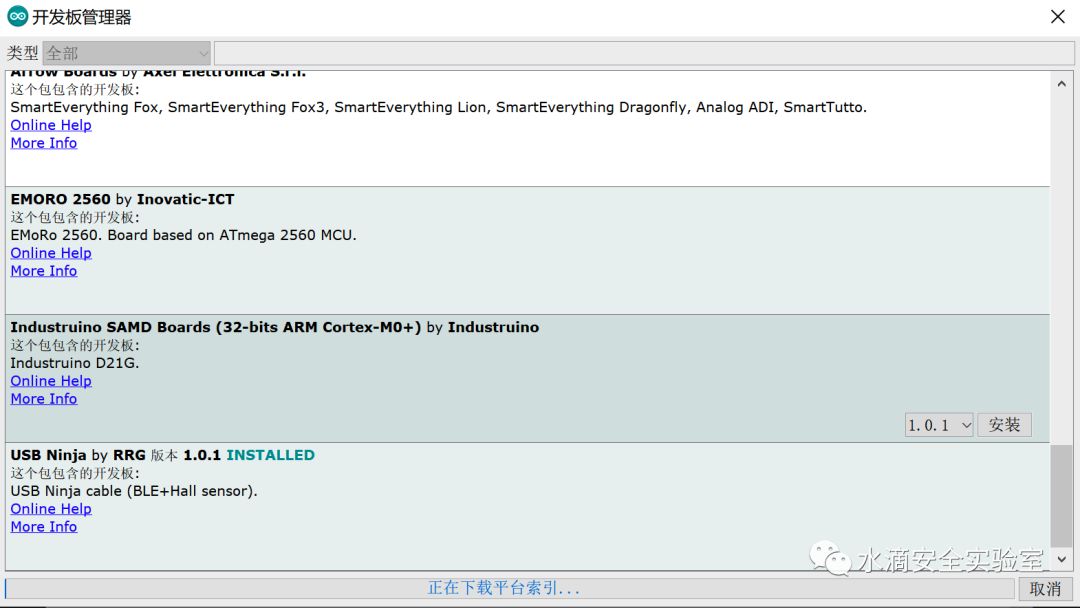 开发板管理器
类型 全部
Arrow Boards by Axel Elettronica S.r.l.
这个包包含的开发板:
SmartEverything Fox, SmartEverything Fox3, SmartEverything Lion, SmartEverything Dragonfly, Analog ADI, SmartTutto.
Online Help
More Info
EMORO 2560 by Inovatic-ICT
这个包包含的开发板:
EMoRo 2560. Board based on ATmega 2560 MCU.
Online Help
More Info
Industruino SAMD Boards (32-bits ARM Cortex-M0+) by Industruino
这个包包含的开发板:
Industruino D21G.
Online Help
More Info
1.0.1 安装
USB Ninja by RRG 版本 1.0.1 INSTALLED
这个包包含的开发板:
USB Ninja cable (BLE+Hall sensor).
Online Help
More Info
水滴安全实验室
正在下载平台索引... 取消